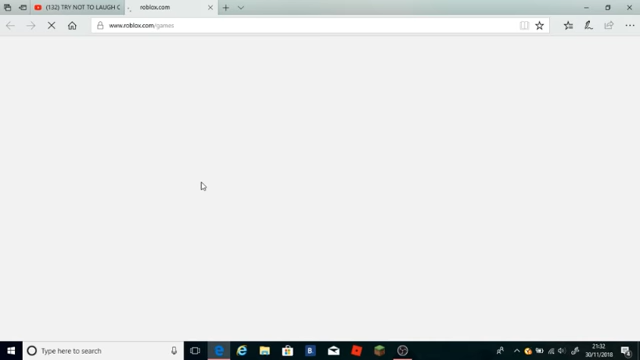 (132) TRY NOT TO LAUGH C
roblox.com
www.roblox.com/games
Type here to search
21:32
30/11/2018